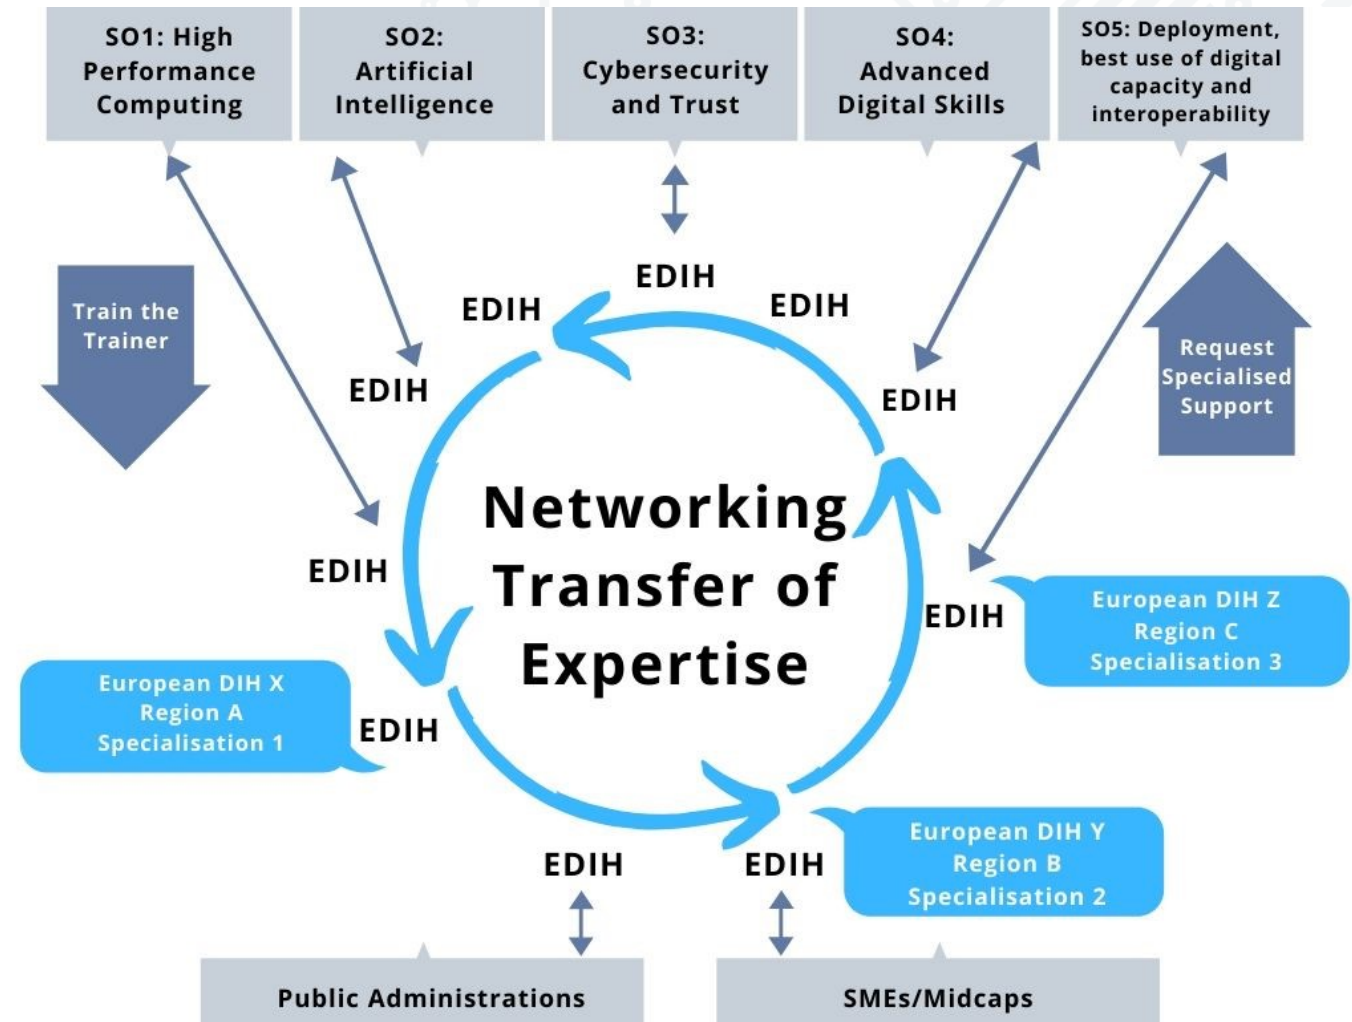 SO1: High
Performance
Computing
SO2:
Artificial
Intelligence
SO3:
Cybersecurity
and Trust
SO4:
Advanced
Digital Skills
SO5: Deployment,
best use of digital
capacity and
interoperability
Train the
Trainer
Request
Specialised
Support
EDIH
EDIH
EDIH
EDIH
EDIH
EDIH
EDIH
EDIH
EDIH
EDIH
Networking
Transfer of
Expertise
European DIH Z
Region C
Specialisation 3
European DIH X
Region A
Specialisation 1
European DIH Y
Region B
Specialisation 2
Public Administrations
SMEs/Midcaps